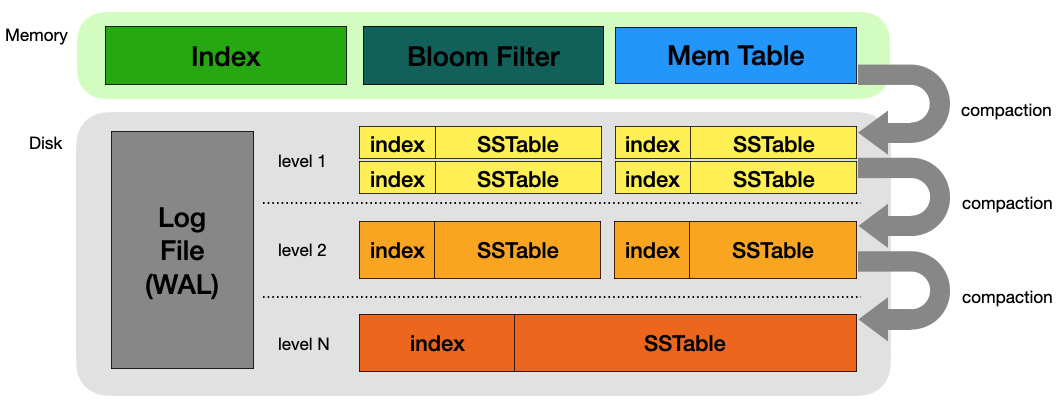 Memory
Index
Bloom Filter
Mem Table
compaction
Disk
Log
File
(WAL)
level 1
index SSTable index SSTable
index SSTable index SSTable
compaction
level 2
index SSTable index SSTable
compaction
level N
index SSTable